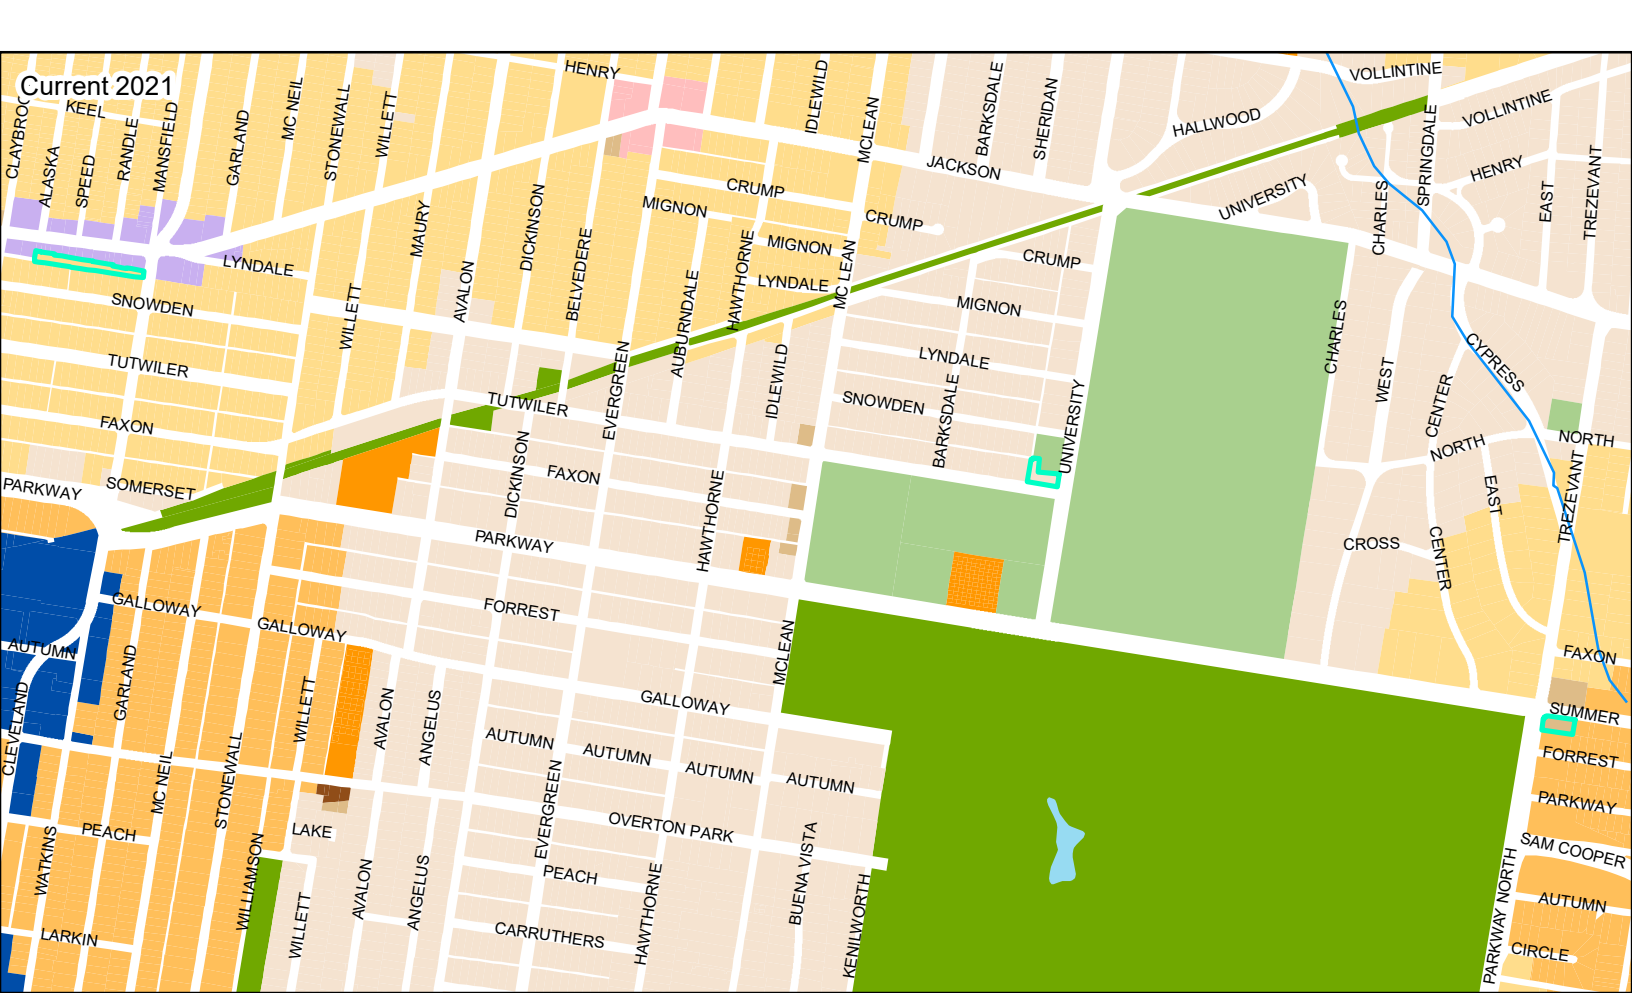 Current 2021
HENRY
VOLLINTINE
KEEL
CLAYBROO
ALASKA
SPEED
RANDLE
MANSFIELD
GARLAND
MC NEIL
STONEWALL
WILLETT
IDLEWILD
MCLEAN
BARKSDALE
SHERIDAN
HALLWOOD
SPRINGDALE
VOLLINTINE
JACKSON
HENRY
UNIVERSITY
CHARLES
EAST
TREZEVANT
CRUMP
MIGNON
CRUMP
MAURY
DICKINSON
BELVEDERE
HAWTHORNE
MIGNON
MC LEAN
CRUMP
LYNDALE
AVALON
AUBURNDALE
LYNDALE
MIGNON
SNOWDEN
WILLETT
CHARLES
CYPRESS
TUTWILER
EVERGREEN
IDLEWILD
LYNDALE
WEST
CENTER
TUTWILER
SNOWDEN
BARKSDALE
UNIVERSITY
FAXON
NORTH
NORTH
PARKWAY
SOMERSET
DICKINSON
FAXON
HAWTHORNE
EAST
TREZEVANT
PARKWAY
CROSS
CENTER
GALLOWAY
GALLOWAY
FORREST
AUTUMN
GARLAND
MCLEAN
FAXON
CLEVELAND
WILLETT
AVALON
ANGELUS
GALLOWAY
SUMMER
AUTUMN
AUTUMN
AUTUMN
AUTUMN
FORREST
MC NEIL
STONEWALL
EVERGREEN
OVERTON PARK
PARKWAY
PEACH
LAKE
BUENA VISTA
SAM COOPER
WATKINS
WILLIAMSON
AVALON
ANGELUS
PEACH
HAWTHORNE
KENILWORTH
PARKWAY NORTH
AUTUMN
LARKIN
WILLETT
CARRUTHERS
CIRCLE